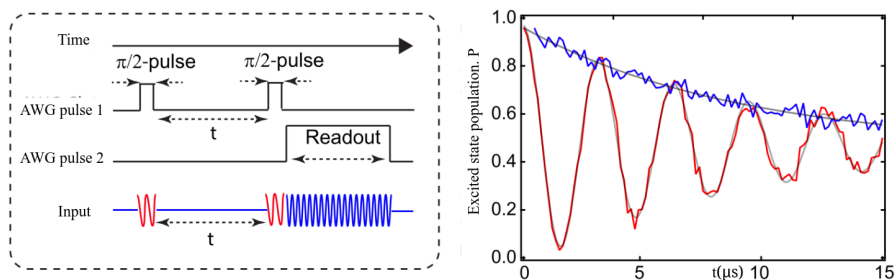 Time
π/2-pulse π/2-pulse
AWG pulse 1
t
AWG pulse 2
Readout
Input
t
Excited state population. P
1.0
0.8
0.6
0.4
0.2
0.0
0 5 10 15
t(μs)